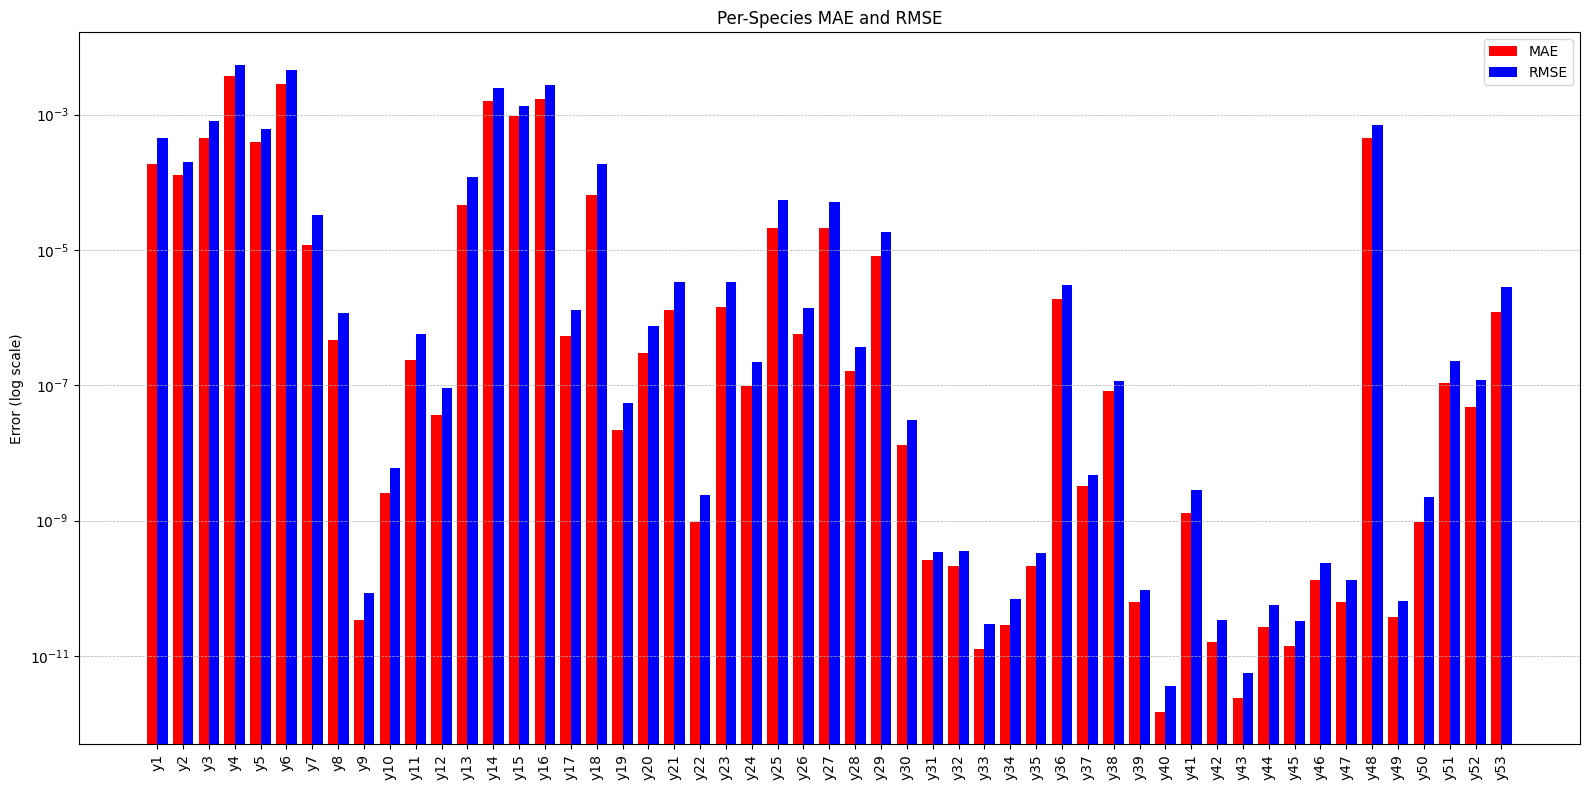 Per-Species MAE and RMSE
MAE
RMSE
Error (log scale)
10⁻³
10⁻⁵
10⁻⁷
10⁻⁹
10⁻¹¹
y1 y2 y3 y4 y5 y6 y7 y8 y9 y10 y11 y12 y13 y14 y15 y16 y17 y18 y19 y20 y21 y22 y23 y24 y25 y26 y27 y28 y29 y30 y31 y32 y33 y34 y35 y36 y37 y38 y39 y40 y41 y42 y43 y44 y45 y46 y47 y48 y49 y50 y51 y52 y53